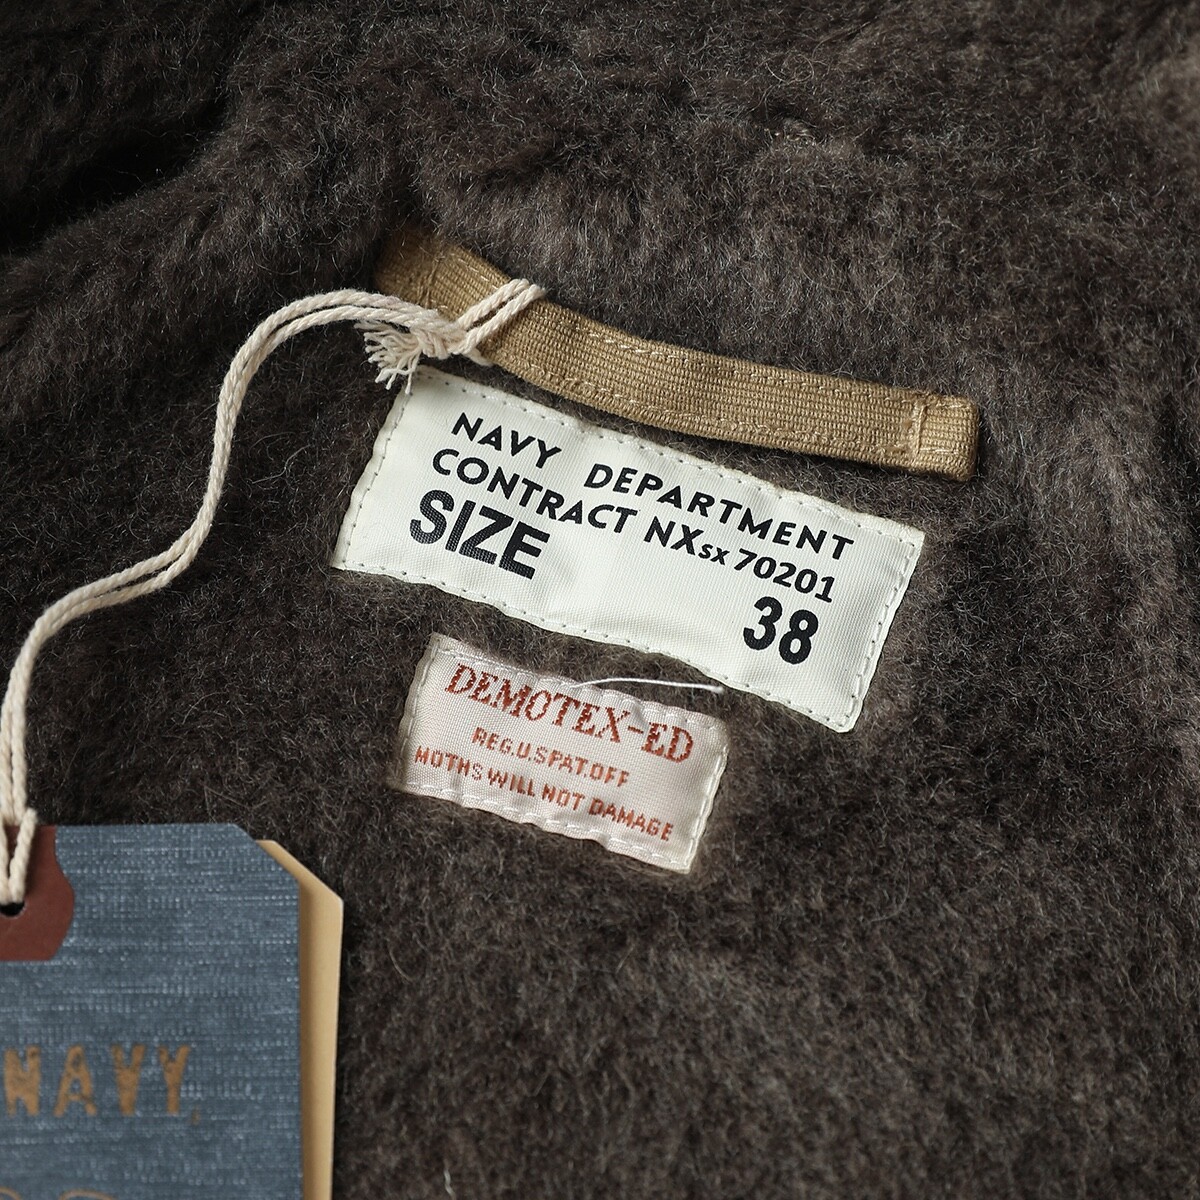 NAVY DEPARTMENT
CONTRACT NXsx 70201
SIZE
38
DEMOTEX-ED
REG.U.S.PAT.OFF
MOTHS WILL NOT DAMAGE
NAVY